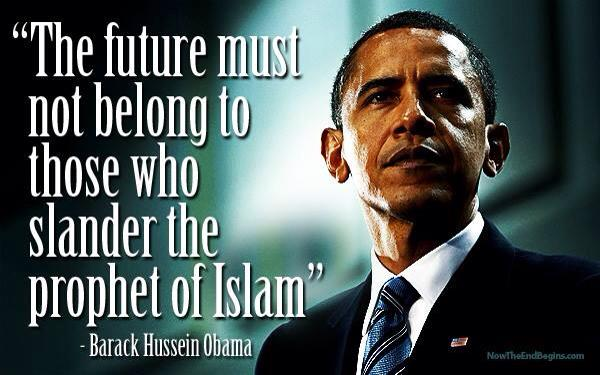 “The future must
not belong to
those who
slander the
prophet of Islam”
- Barack Hussein Obama
NowTheEndBegins.com